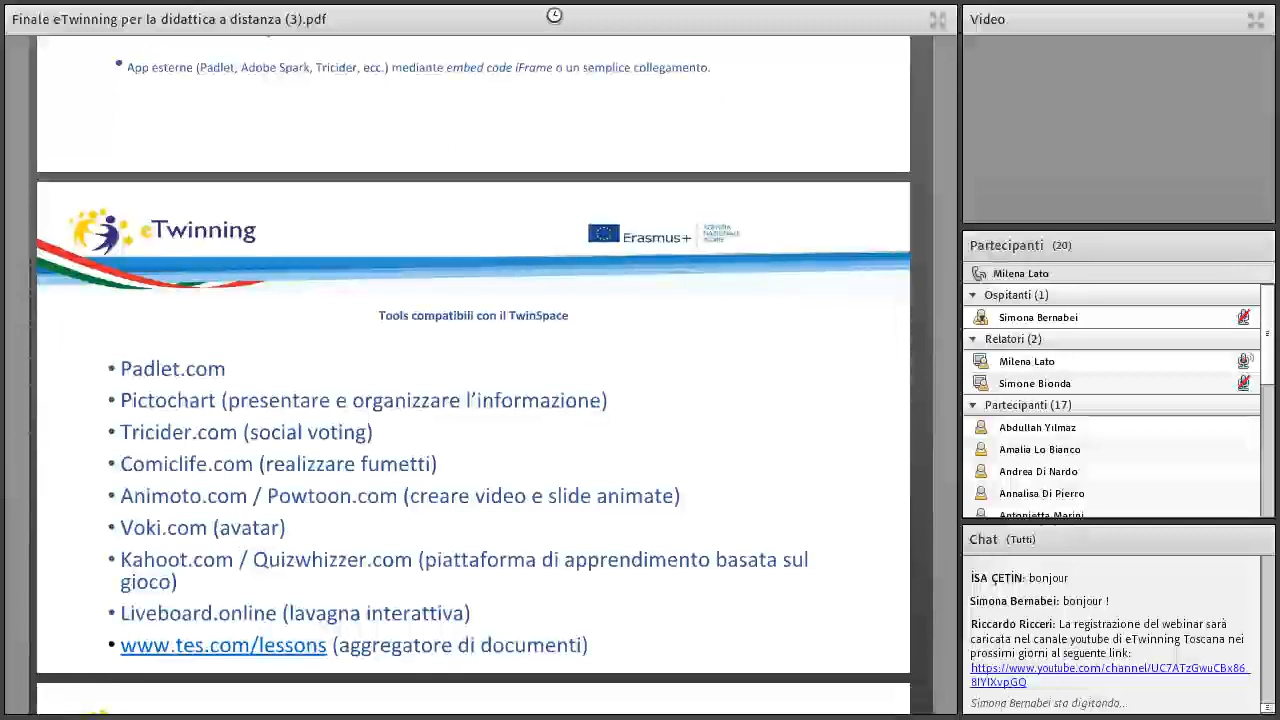 Finale eTwinning per la didattica a distanza (3).pdf
• App esterne (Padlet, Adobe Spark, Tricider, ecc.) mediante embed code iFrame o un semplice collegamento.
eTwinning
Erasmus+
AGENZIA
NAZIONALE
INDIRE
Tools compatibili con il TwinSpace
• Padlet.com
• Pictochart (presentare e organizzare l’informazione)
• Tricider.com (social voting)
• Comiclife.com (realizzare fumetti)
• Animoto.com / Powtoon.com (creare video e slide animate)
• Voki.com (avatar)
• Kahoot.com / Quizwhizzer.com (piattaforma di apprendimento basata sul
gioco)
• Liveboard.online (lavagna interattiva)
• www.tes.com/lessons (aggregatore di documenti)
Video
Partecipanti (20)
Milena Lato
Ospitanti (1)
Simona Bernabei
Relatori (2)
Milena Lato
Simone Bionda
Partecipanti (17)
Abdullah Yılmaz
Amalia Lo Bianco
Andrea Di Nardo
Annalisa Di Pierro
Antonietta Marini
Chat (Tutti)
İSA ÇETİN: bonjour
Simona Bernabei: bonjour !
Riccardo Ricceri: La registrazione del webinar sarà
caricata nel canale youtube di eTwinning Toscana nei
prossimi giorni al seguente link:
https://www.youtube.com/channel/UC7ATzGwuCBx86
8IYIXvpGQ
Simona Bernabei sta digitando...